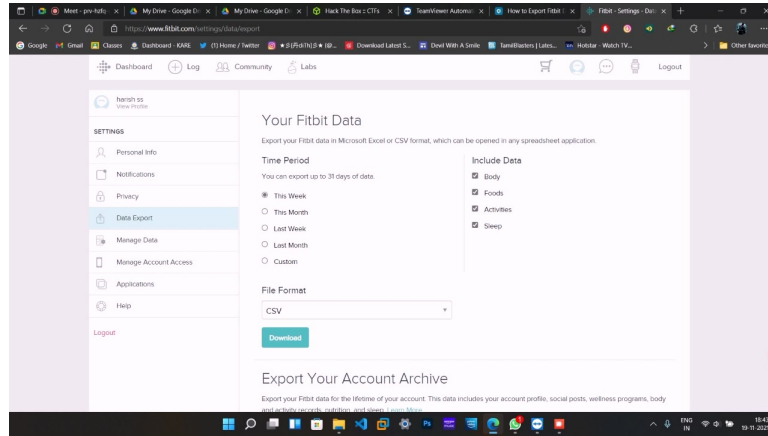 Meet - prv-hzfq-
My Drive - Google Dri
My Drive - Google Dri
Hack The Box :: CTFs
TeamViewer Automati
How to Export Fitbit
Fitbit - Settings - Data
https://www.fitbit.com/settings/data/export
Google
Gmail
Classes
Dashboard - KARE
(1) Home / Twitter
Download Latest S...
Devil With A Smile
TamilBlasters | Lates...
Hotstar - Watch TV...
Other favorite
Dashboard
Log
Community
Labs
Logout
harish ss
View Profile
SETTINGS
Personal Info
Notifications
Privacy
Data Export
Manage Data
Manage Account Access
Applications
Help
Logout
Your Fitbit Data
Export your Fitbit data in Microsoft Excel or CSV format, which can be opened in any spreadsheet application.
Time Period
You can export up to 31 days of data.
This Week
This Month
Last Week
Last Month
Custom
Include Data
Body
Foods
Activities
Sleep
File Format
CSV
Download
Export Your Account Archive
Export your Fitbit data for the lifetime of your account. This data includes your account profile, social posts, wellness programs, body
and activity records, nutrition, and sleep. Learn More
ENG
IN
18:43
19-11-2021